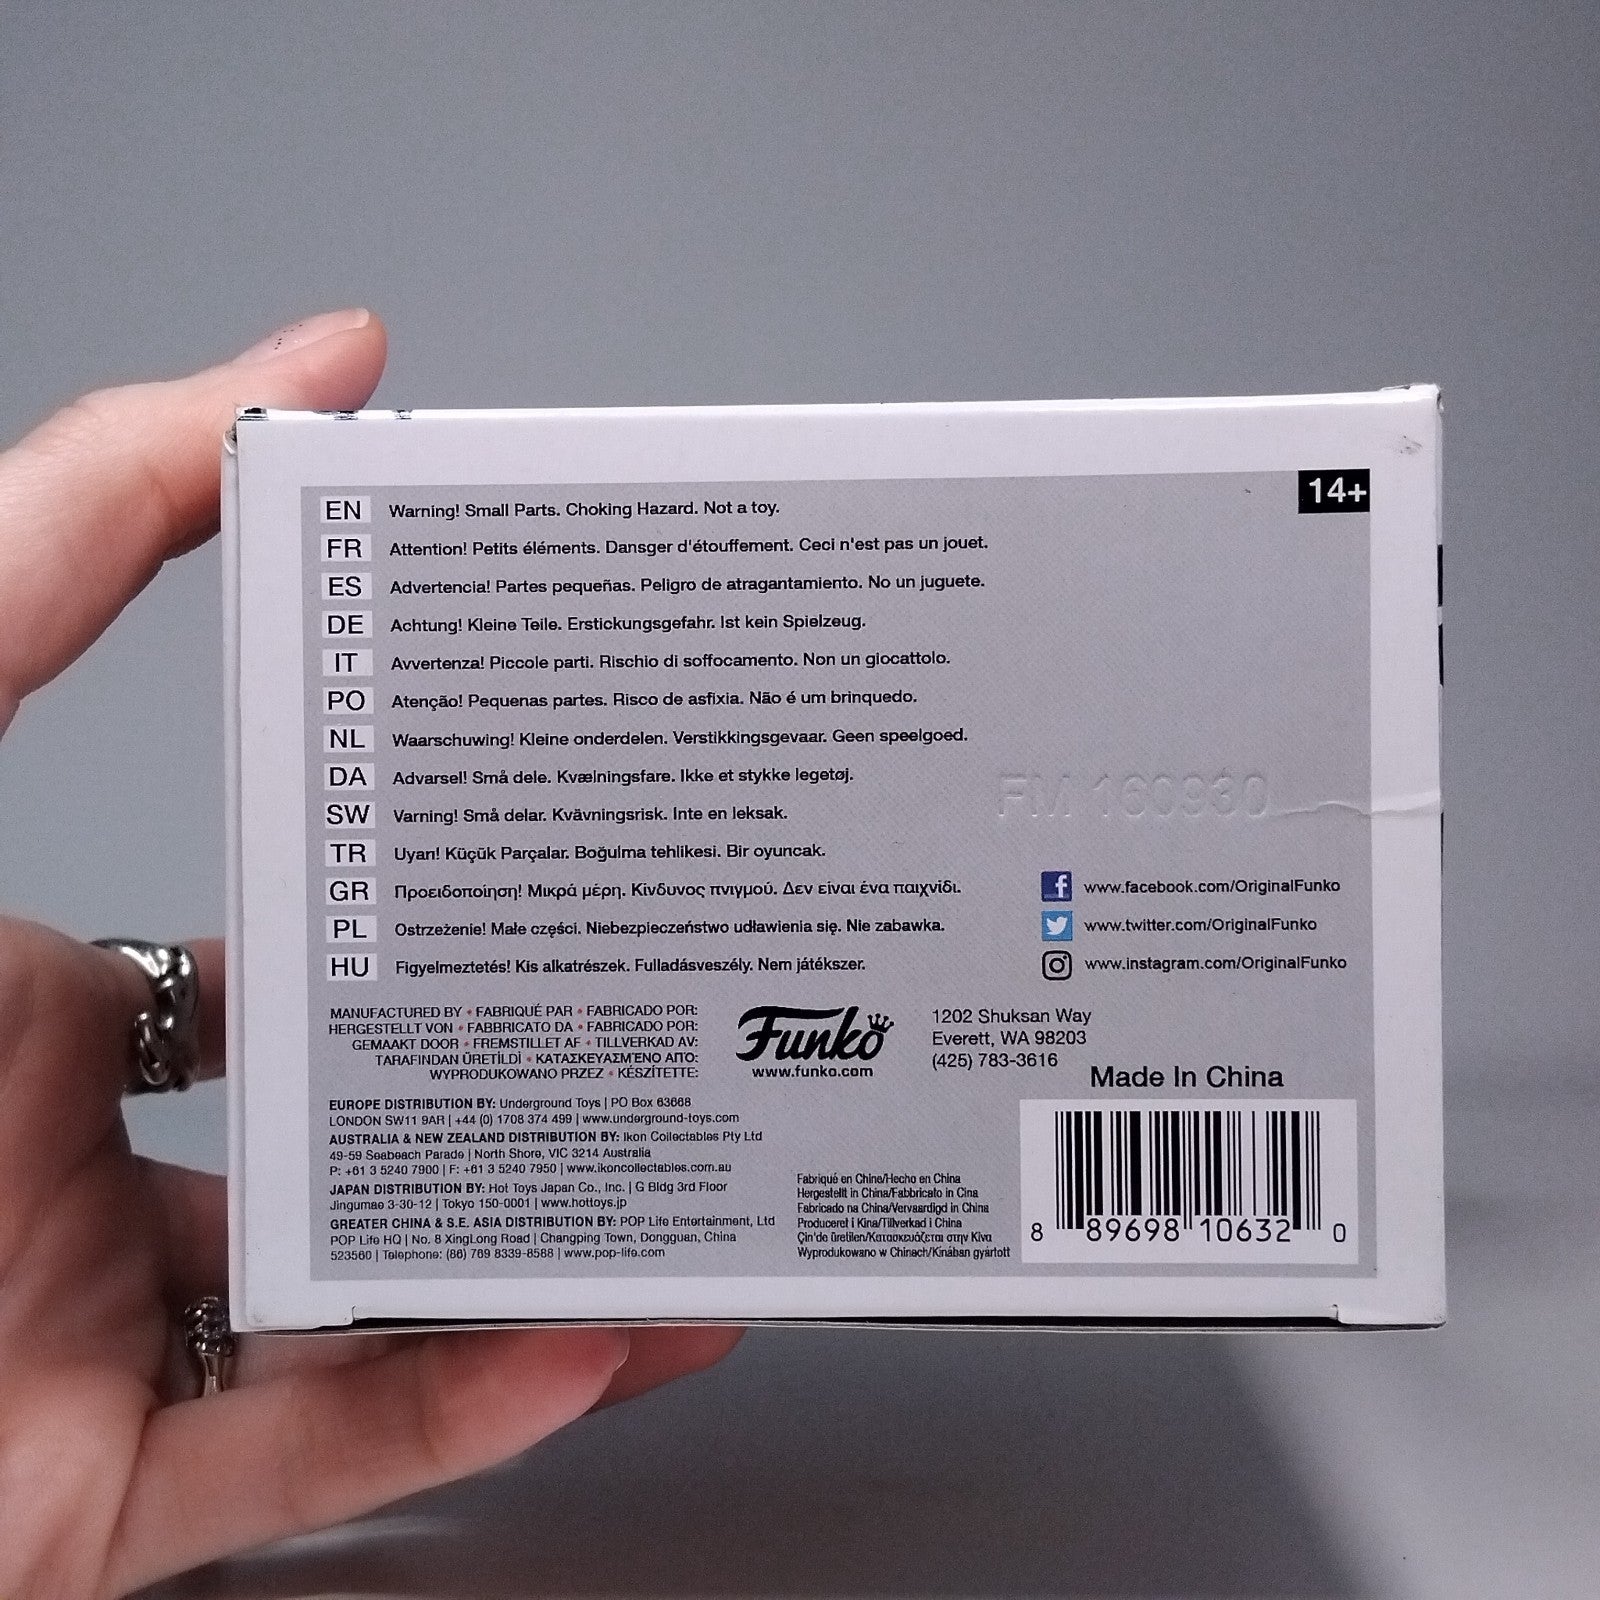 14+
EN Warning! Small Parts. Choking Hazard. Not a toy.
FR Attention! Petits éléments. Dansger d'étouffement. Ceci n'est pas un jouet.
ES Advertencia! Partes pequeñas. Peligro de atragantamiento. No un juguete.
DE Achtung! Kleine Teile. Erstickungsgefahr. Ist kein Spielzeug.
IT Avvertenza! Piccole parti. Rischio di soffocamento. Non un giocattolo.
PO Atenção! Pequenas partes. Risco de asfixia. Não é um brinquedo.
NL Waarschuwing! Kleine onderdelen. Verstikkingsgevaar. Geen speelgoed.
DA Advarsel! Små dele. Kvælningsfare. Ikke et stykke legetøj.
SW Varning! Små delar. Kvävningsrisk. Inte en leksak.
TR Uyarı! Küçük Parçalar. Boğulma tehlikesi. Bir oyuncak.
GR Προειδοποίηση! Μικρά μέρη. Κίνδυνος πνιγμού. Δεν είναι ένα παιχνίδι.
PL Ostrzeżenie! Małe części. Niebezpieczeństwo udławienia się. Nie zabawka.
HU Figyelmeztetés! Kis alkatrészek. Fulladásveszély. Nem játékszer.
FM 160930
www.facebook.com/OriginalFunko
www.twitter.com/OriginalFunko
www.instagram.com/OriginalFunko
MANUFACTURED BY • FABRIQUÉ PAR • FABRICADO POR:
HERGESTELLT VON • FABBRICATO DA • FABRICADO POR:
GEMAAKT DOOR • FREMSTILLET AF • TILLVERKAD AV:
TARAFINDAN ÜRETİLDİ • ΚΑΤΑΣΚΕΥΑΣΜΈΝΟ ΑΠΌ:
WYPRODUKOWANO PRZEZ • KÉSZÍTETTE:
Funko
www.funko.com
1202 Shuksan Way
Everett, WA 98203
(425) 783-3616
Made In China
EUROPE DISTRIBUTION BY: Underground Toys | PO Box 63668
LONDON SW11 9AR | +44 (0) 1708 374 499 | www.underground-toys.com
AUSTRALIA & NEW ZEALAND DISTRIBUTION BY: Ikon Collectables Pty Ltd
49-59 Seabeach Parade | North Shore, VIC 3214 Australia
P: +61 3 5240 7900 | F: +61 3 5240 7950 | www.ikoncollectables.com.au
JAPAN DISTRIBUTION BY: Hot Toys Japan Co., Inc. | G Bldg 3rd Floor
Jingumae 3-30-12 | Tokyo 150-0001 | www.hottoys.jp
GREATER CHINA & S.E. ASIA DISTRIBUTION BY: POP Life Entertainment, Ltd
POP Life HQ | No. 8 XingLong Road | Changping Town, Dongguan, China
523560 | Telephone: (86) 769 8339-8588 | www.pop-life.com
Fabriqué en Chine/Hecho en China
Hergestellt in China/Fabbricato in Cina
Fabricado na China/Vervaardigd in China
Produceret i Kina/Tillverkad i China
Çin'de üretilen/Κατασκευάζεται στην Κίνα
Wyprodukowano w Chinach/Kínában gyártott
8 89698 10632 0